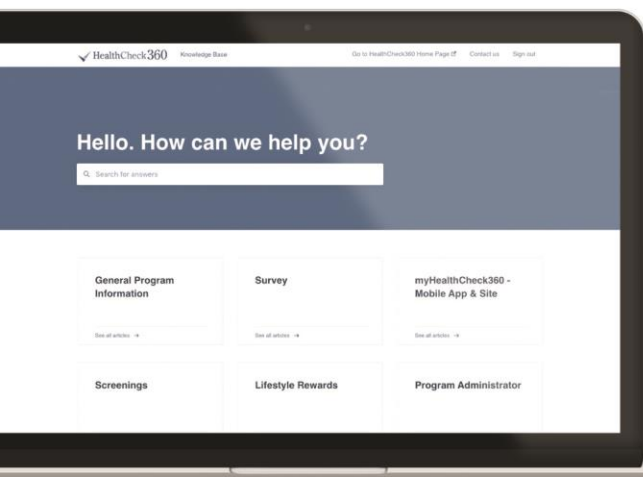 HealthCheck360 Knowledge Base Go to HealthCheck360 Home Page Contact us Sign out
Hello. How can we help you?
Search for answers
General Program
Information
Survey
myHealthCheck360 -
Mobile App & Site
See all articles → See all articles → See all articles →
Screenings Lifestyle Rewards Program Administrator